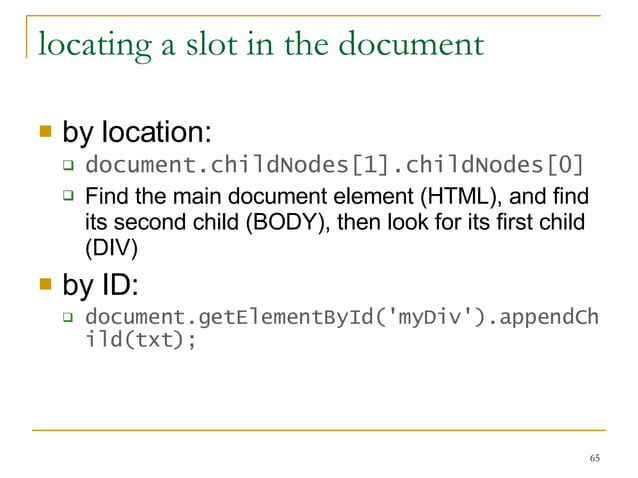 locating a slot in the document
by location:
document.childNodes[1].childNodes[0]
Find the main document element (HTML), and find
its second child (BODY), then look for its first child
(DIV)
by ID:
document.getElementById('myDiv').appendCh
ild(txt);
65